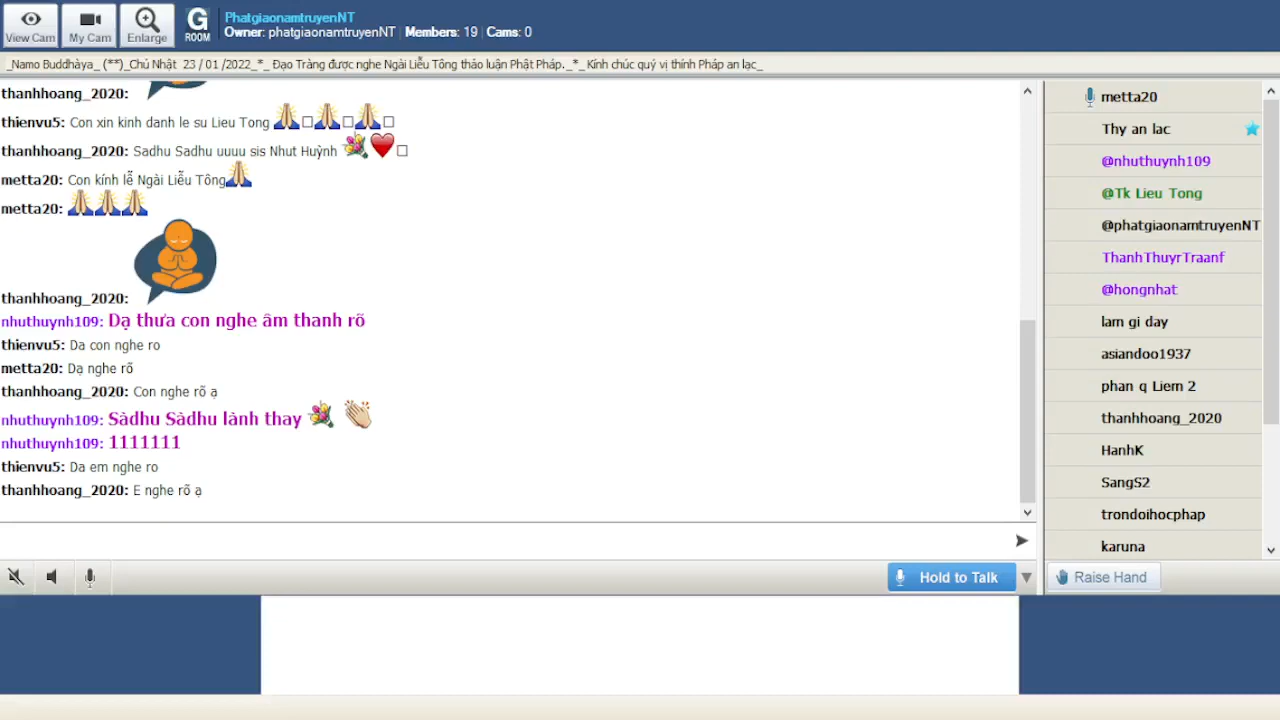 View Cam
My Cam
Enlarge
G
ROOM
PhatgiaonamtruyenNT
Owner: phatgiaonamtruyenNT | Members: 19 | Cams: 0
_Namo Buddhàya_ (**)_Chủ Nhật 23 / 01 /2022_*_ Đạo Tràng được nghe Ngài Liễu Tông thảo luận Phật Pháp._*_ Kính chúc quý vị thính Pháp an lạc_
thanhhoang_2020:
thienvu5: Con xin kinh danh le su Lieu Tong 🙏□🙏□🙏□
thanhhoang_2020: Sadhu Sadhu uuuu sis Nhut Huỳnh 💐❤□
metta20: Con kính lễ Ngài Liễu Tông🙏
metta20: 🙏🙏🙏
thanhhoang_2020:
nhuthuynh109: Dạ thưa con nghe âm thanh rõ
thienvu5: Da con nghe ro
metta20: Dạ nghe rõ
thanhhoang_2020: Con nghe rõ ạ
nhuthuynh109: Sàdhu Sàdhu lành thay 💐 👏
nhuthuynh109: 1111111
thienvu5: Da em nghe ro
thanhhoang_2020: E nghe rõ ạ
Hold to Talk
metta20
Thy an lac
@nhuthuynh109
@Tk Lieu Tong
@phatgiaonamtruyenNT
ThanhThuyrTraanf
@hongnhat
lam gi day
asiandoo1937
phan q Liem 2
thanhhoang_2020
HanhK
SangS2
trondoihocphap
karuna
Raise Hand